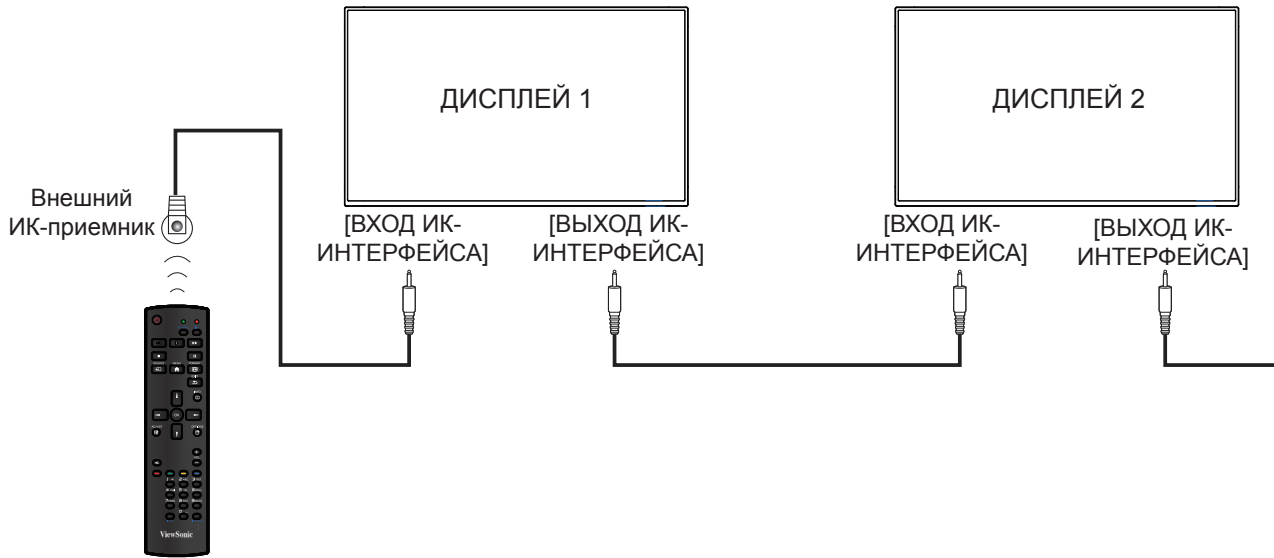 ДИСПЛЕЙ 1
ДИСПЛЕЙ 2
Внешний
ИК-приемник
[ВХОД ИК-
ИНТЕРФЕЙСА]
[ВЫХОД ИК-
ИНТЕРФЕЙСА]
[ВХОД ИК-
ИНТЕРФЕЙСА]
[ВЫХОД ИК-
ИНТЕРФЕЙСА]
ViewSonic